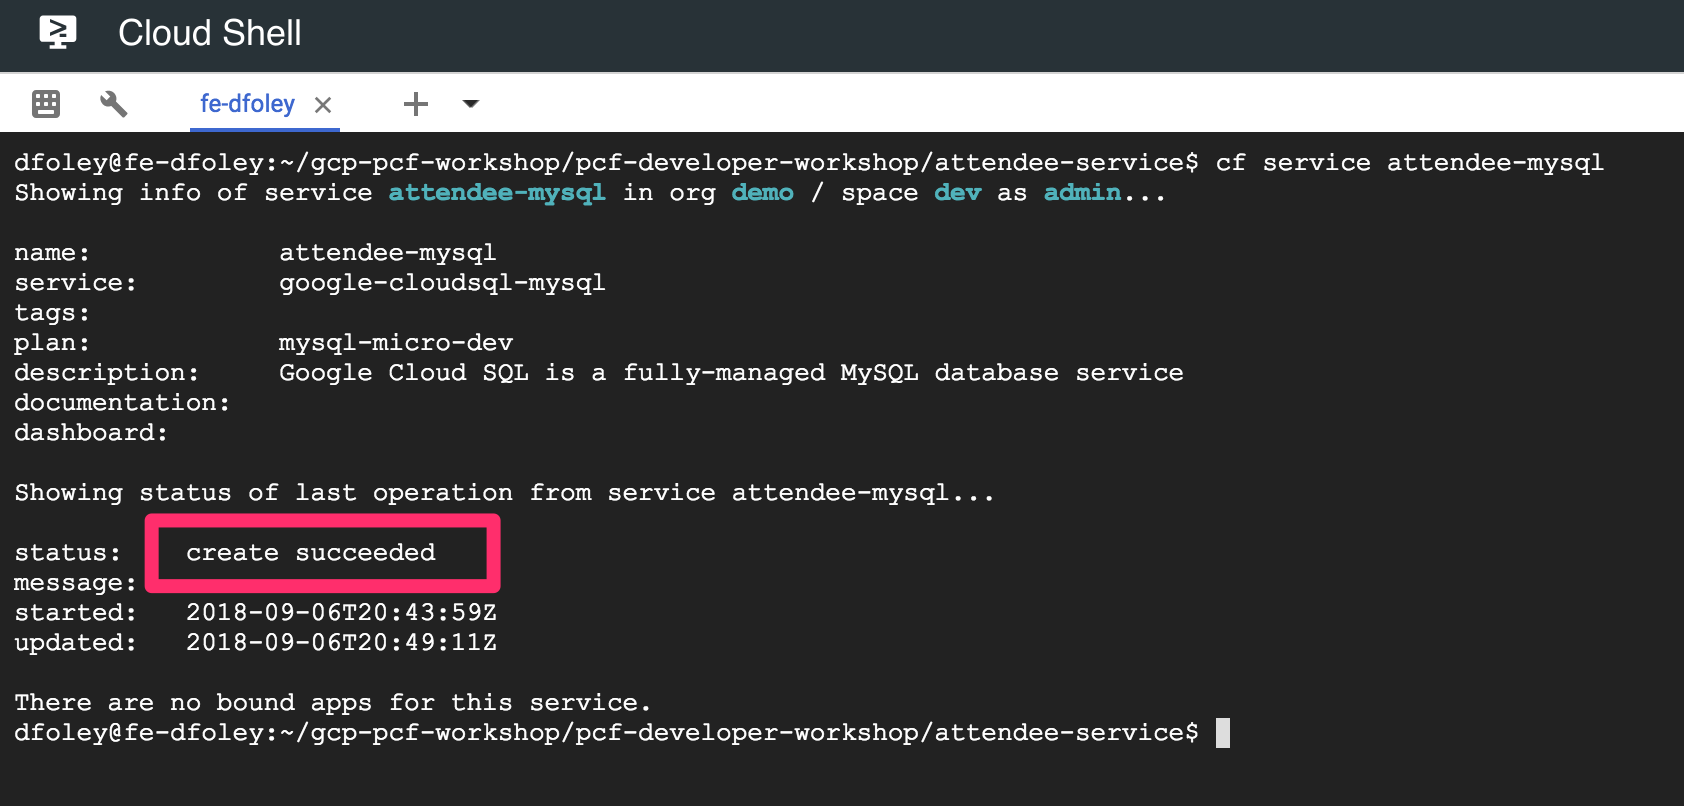 Cloud Shell
fe-dfoley
dfoley@fe-dfoley:~/gcp-pcf-workshop/pcf-developer-workshop/attendee-service$ cf service attendee-mysql
Showing info of service attendee-mysql in org demo / space dev as admin...
name: attendee-mysql
service: google-cloudsql-mysql
tags:
plan: mysql-micro-dev
description: Google Cloud SQL is a fully-managed MySQL database service
documentation:
dashboard:
Showing status of last operation from service attendee-mysql...
status: create succeeded
message:
started: 2018-09-06T20:43:59Z
updated: 2018-09-06T20:49:11Z
There are no bound apps for this service.
dfoley@fe-dfoley:~/gcp-pcf-workshop/pcf-developer-workshop/attendee-service$